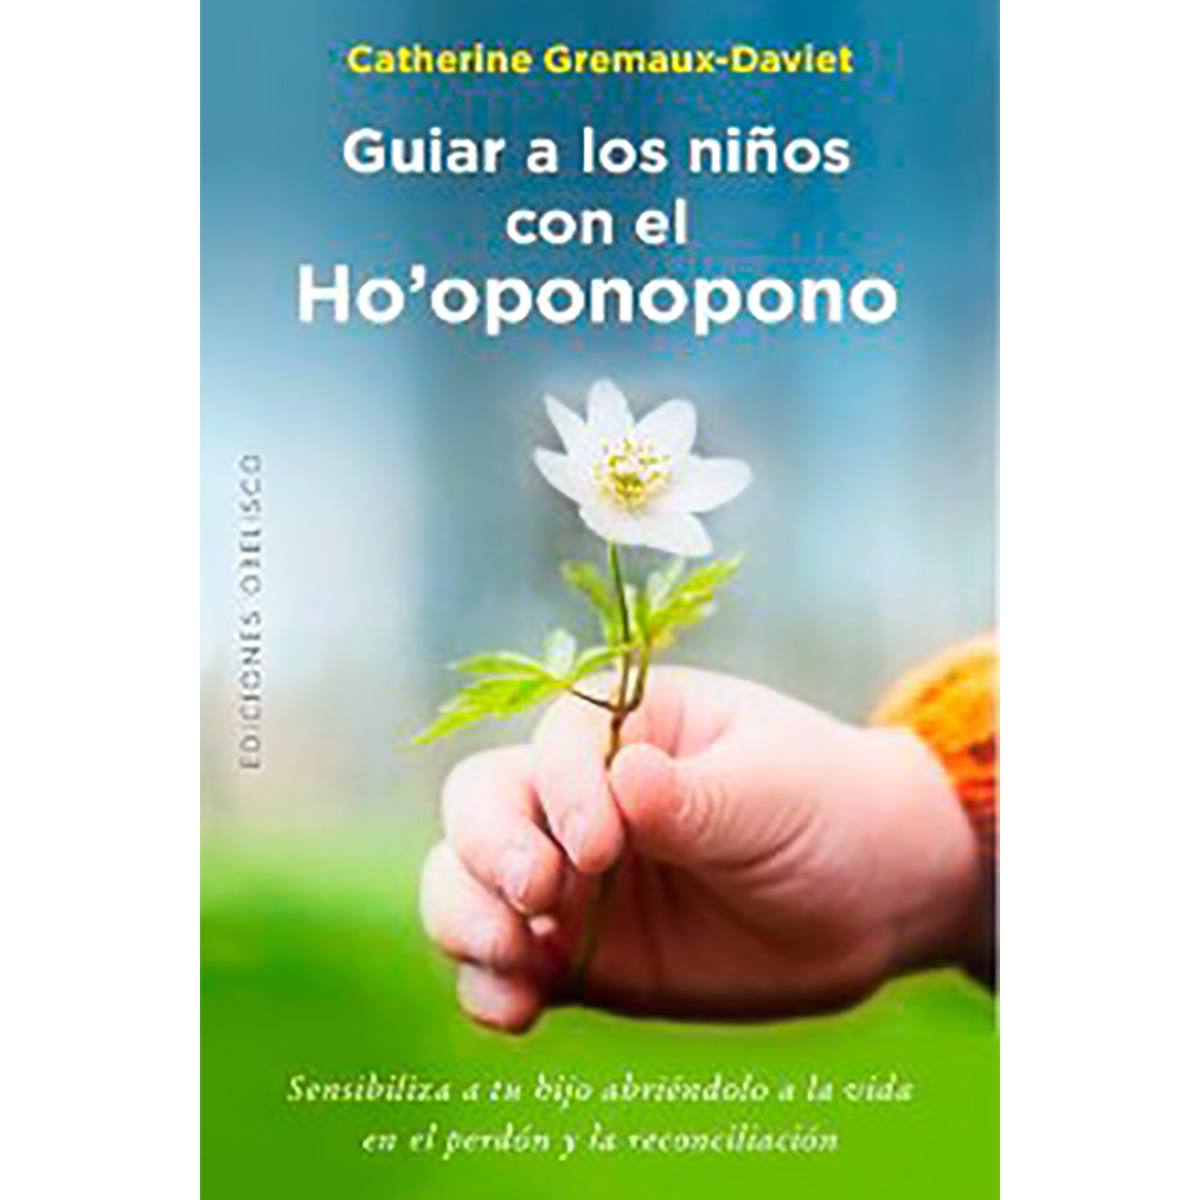 Catherine Gremaux-Daviet
Guiar a los niños
con el
Ho’oponopono
EDICIONES OBELISCO
Sensibiliza a tu hijo abriéndolo a la vida
en el perdón y la reconciliación